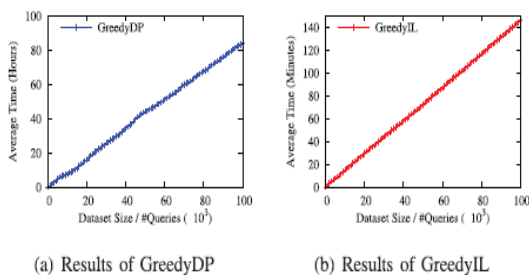 GreedyDP
Average Time (Hours)
100
80
60
40
20
0
0 20 40 60 80 100
Dataset Size / #Queries ( 10³)
(a) Results of GreedyDP
GreedyIL
Average Time (Minutes)
140
120
100
80
60
40
20
0
0 20 40 60 80 100
Dataset Size / #Queries ( 10³)
(b) Results of GreedyIL